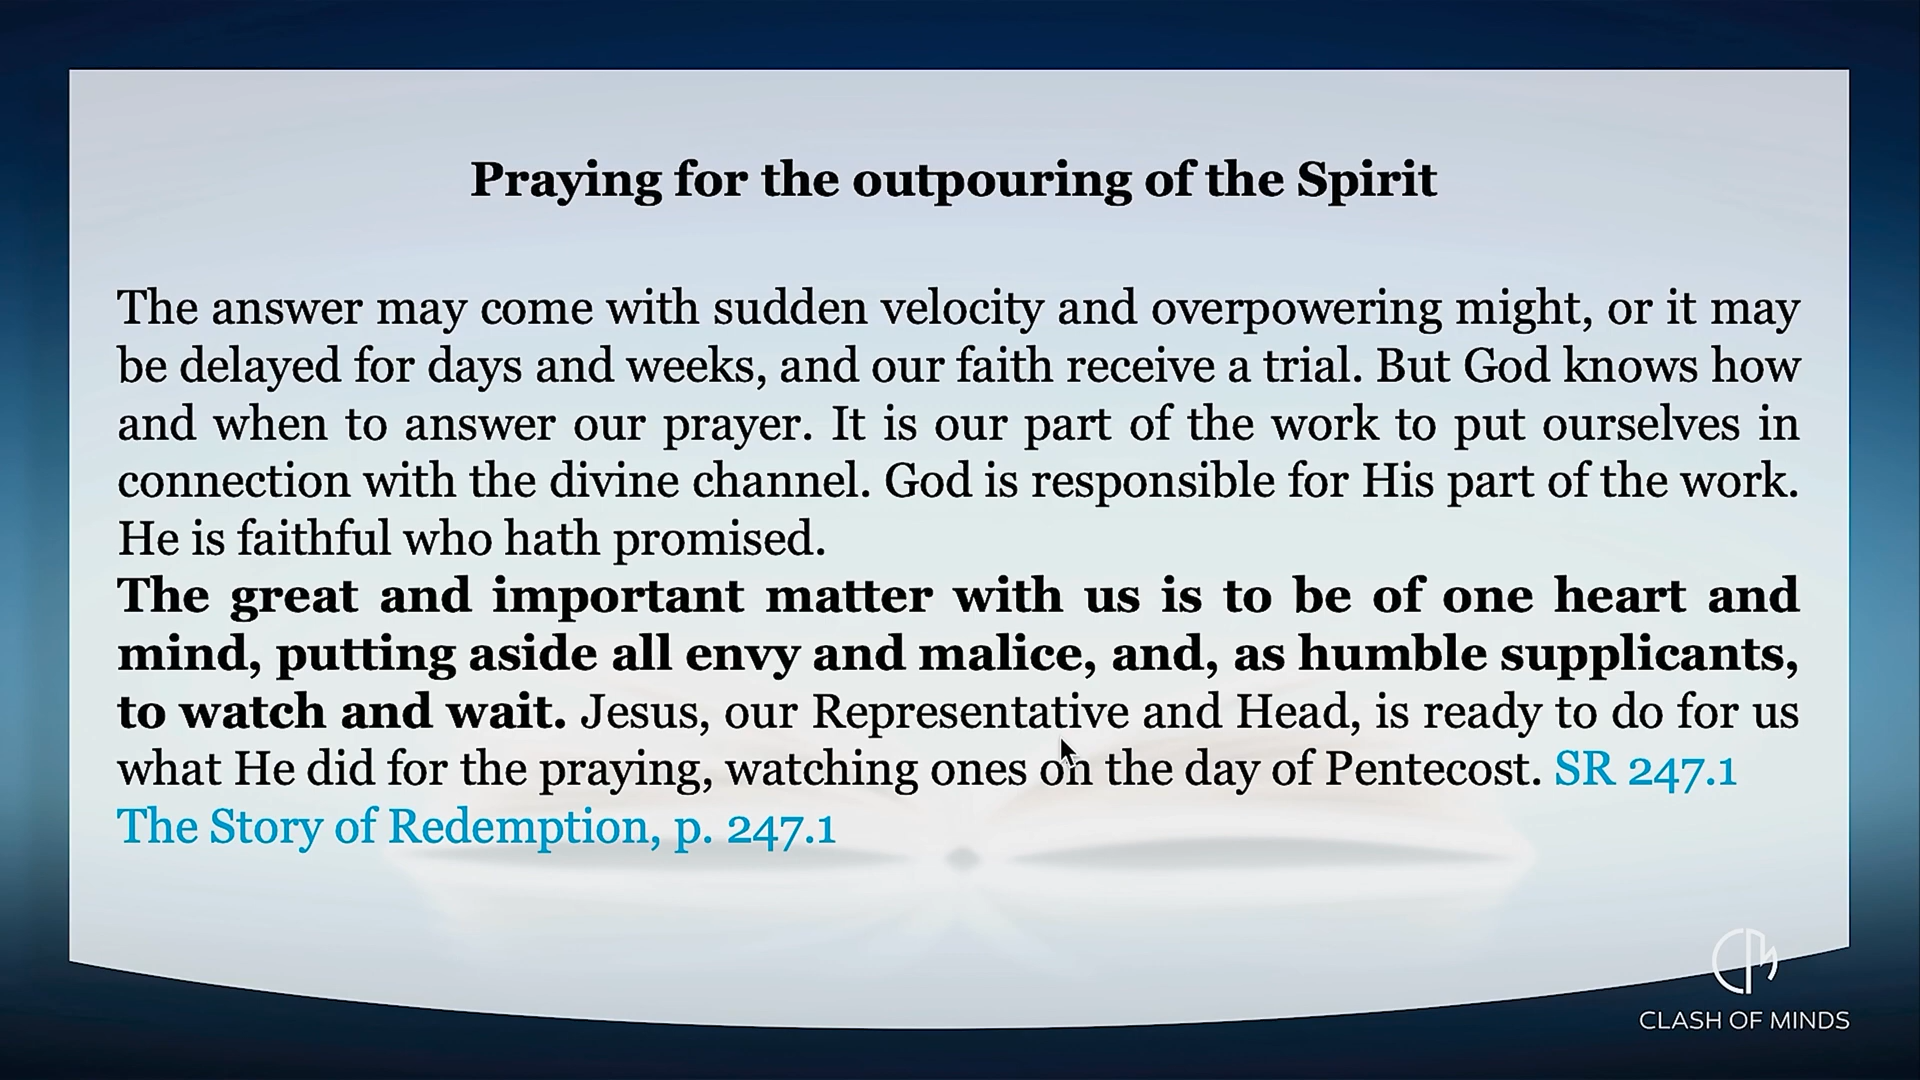 Praying for the outpouring of the Spirit
The answer may come with sudden velocity and overpowering might, or it may
be delayed for days and weeks, and our faith receive a trial. But God knows how
and when to answer our prayer. It is our part of the work to put ourselves in
connection with the divine channel. God is responsible for His part of the work.
He is faithful who hath promised.
The great and important matter with us is to be of one heart and
mind, putting aside all envy and malice, and, as humble supplicants,
to watch and wait. Jesus, our Representative and Head, is ready to do for us
what He did for the praying, watching ones on the day of Pentecost. SR 247.1
The Story of Redemption, p. 247.1
CLASH OF MINDS